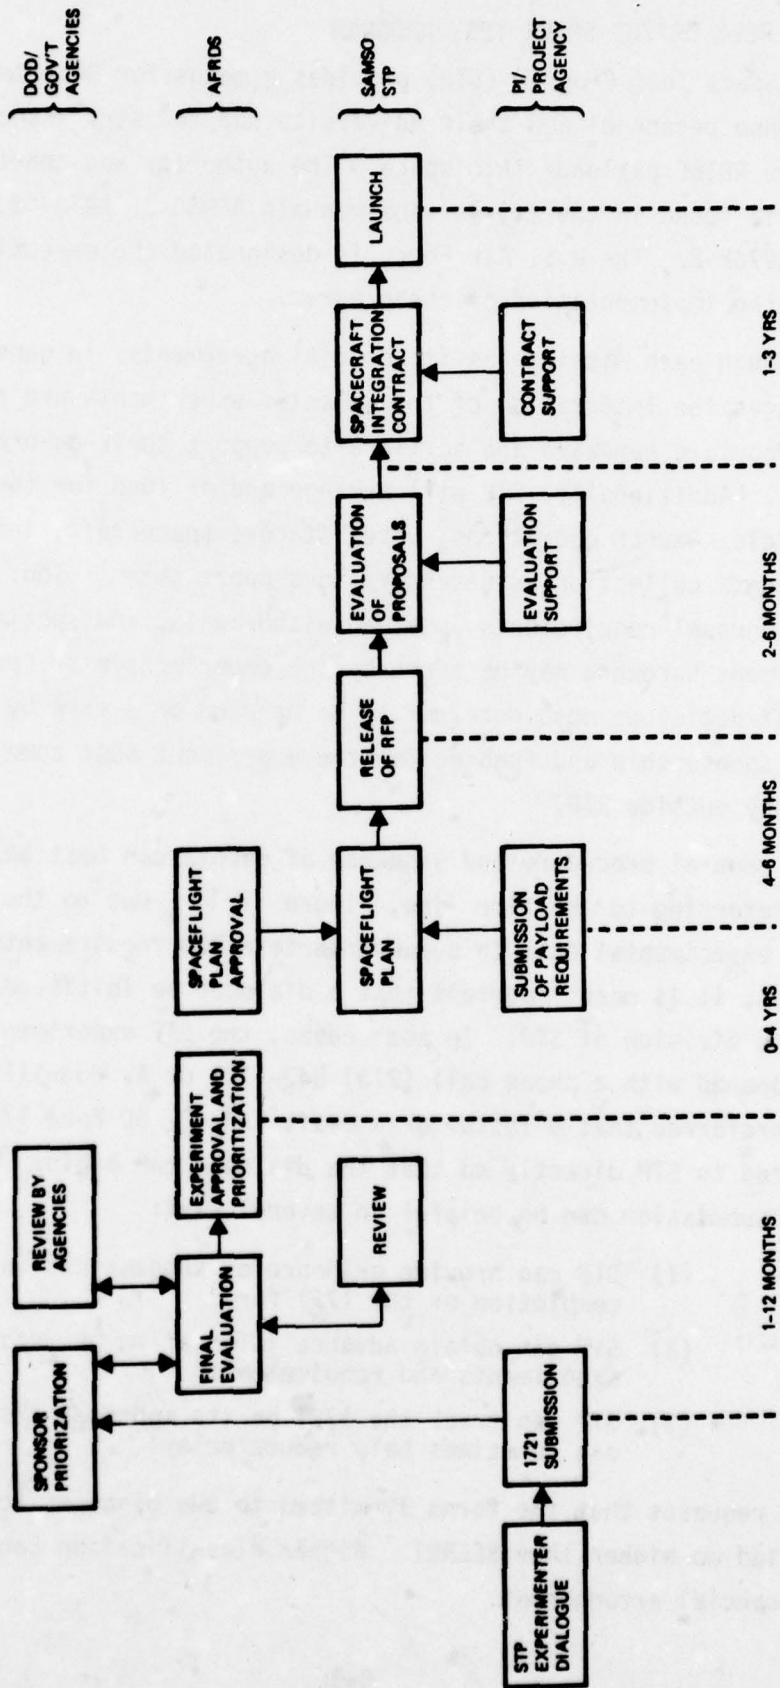 SPONSOR
PRIORIZATION
REVIEW BY
AGENCIES
DOD/
GOV'T
AGENCIES
FINAL
EVALUATION
EXPERIMENT
APPROVAL AND
PRIORITIZATION
SPACEFLIGHT
PLAN
APPROVAL
AFRDS
REVIEW
SPACEFLIGHT
PLAN
RELEASE
OF RFP
EVALUATION
OF
PROPOSALS
SPACECRAFT
INTEGRATION
CONTRACT
LAUNCH
SAMSO
STP
STP
EXPERIMENTER
DIALOGUE
1721
SUBMISSION
SUBMISSION
OF PAYLOAD
REQUIREMENTS
EVALUATION
SUPPORT
CONTRACT
SUPPORT
PI/
PROJECT
AGENCY
1-12 MONTHS
0-4 YRS
4-6 MONTHS
2-6 MONTHS
1-3 YRS